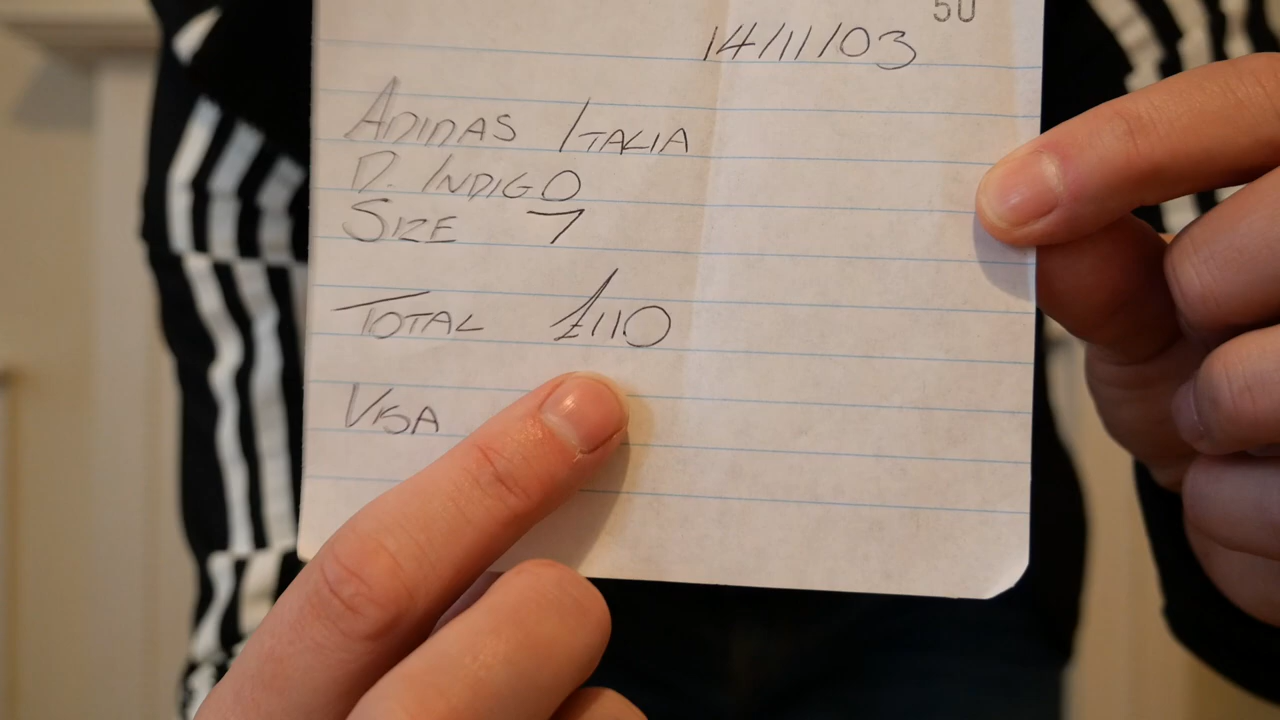 50
14/11/03
ADIDAS ITALIA
D. INDIGO
SIZE 7
TOTAL £110
VISA